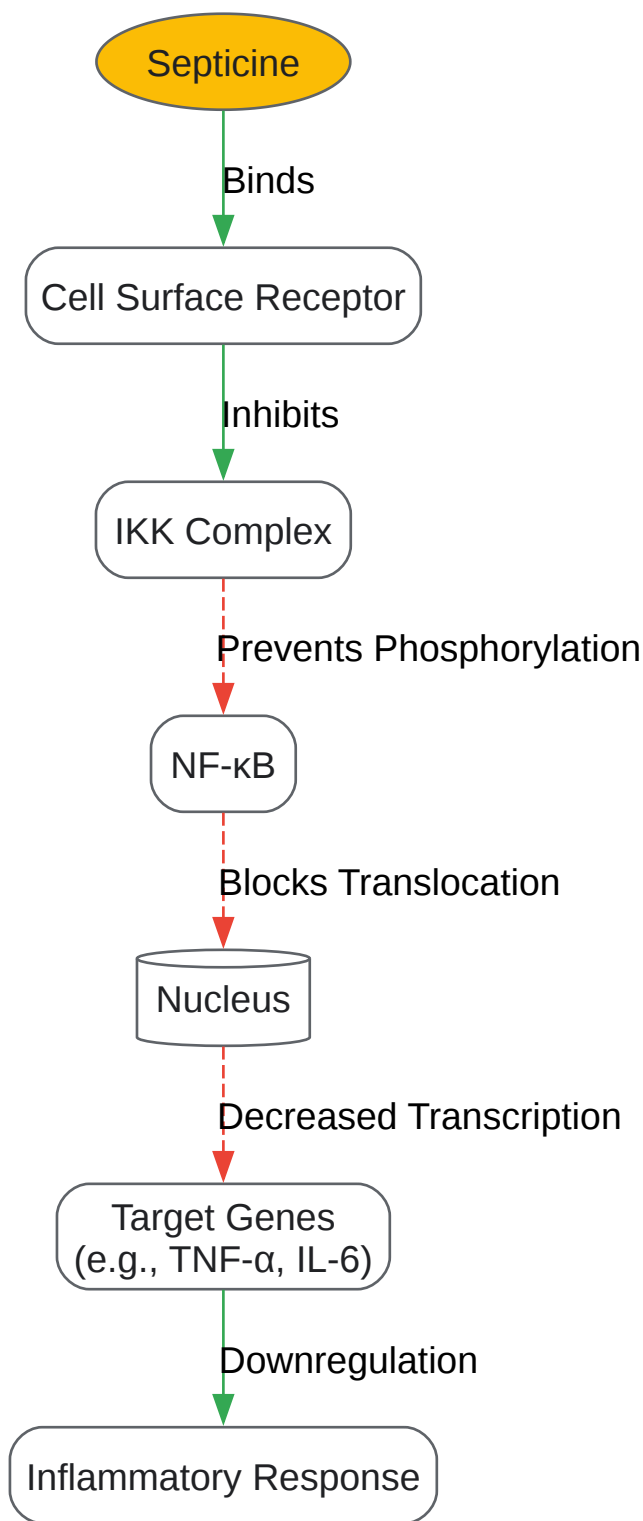 Septicine
Binds
Cell Surface Receptor
Inhibits
IKK Complex
Prevents Phosphorylation
NF-κB
Blocks Translocation
Nucleus
Decreased Transcription
Target Genes
(e.g., TNF-α, IL-6)
Downregulation
Inflammatory Response